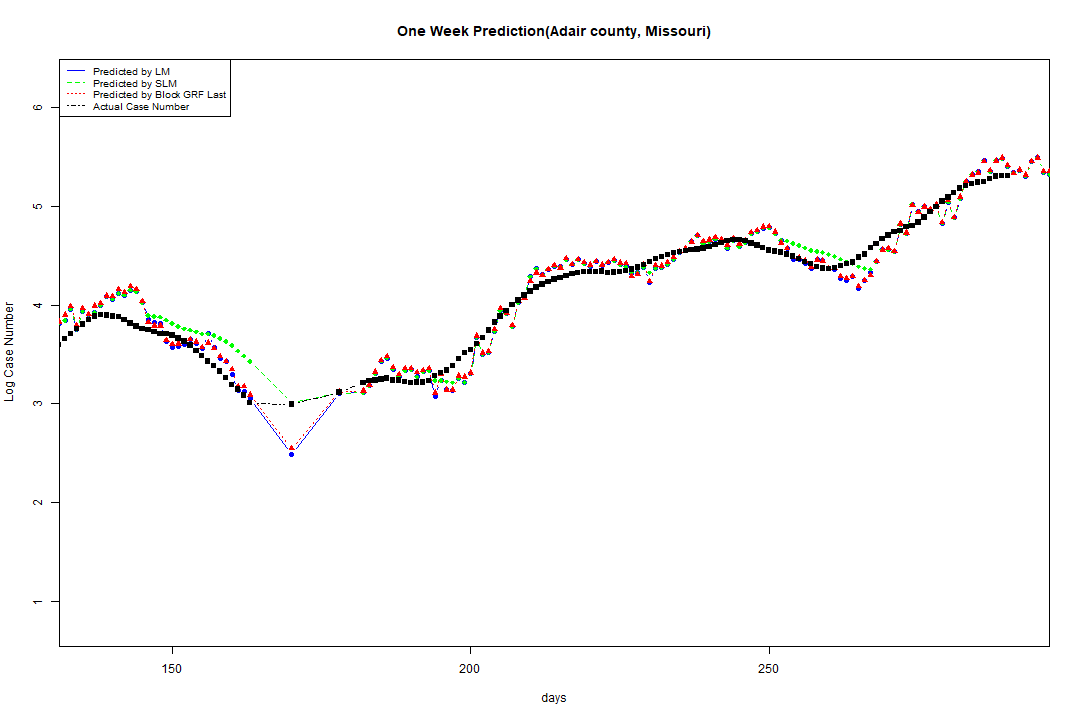 One Week Prediction(Adair county, Missouri)
Predicted by LM
Predicted by SLM
Predicted by Block GRF Last
Actual Case Number
6
5
4
3
2
1
Log Case Number
150
200
250
days